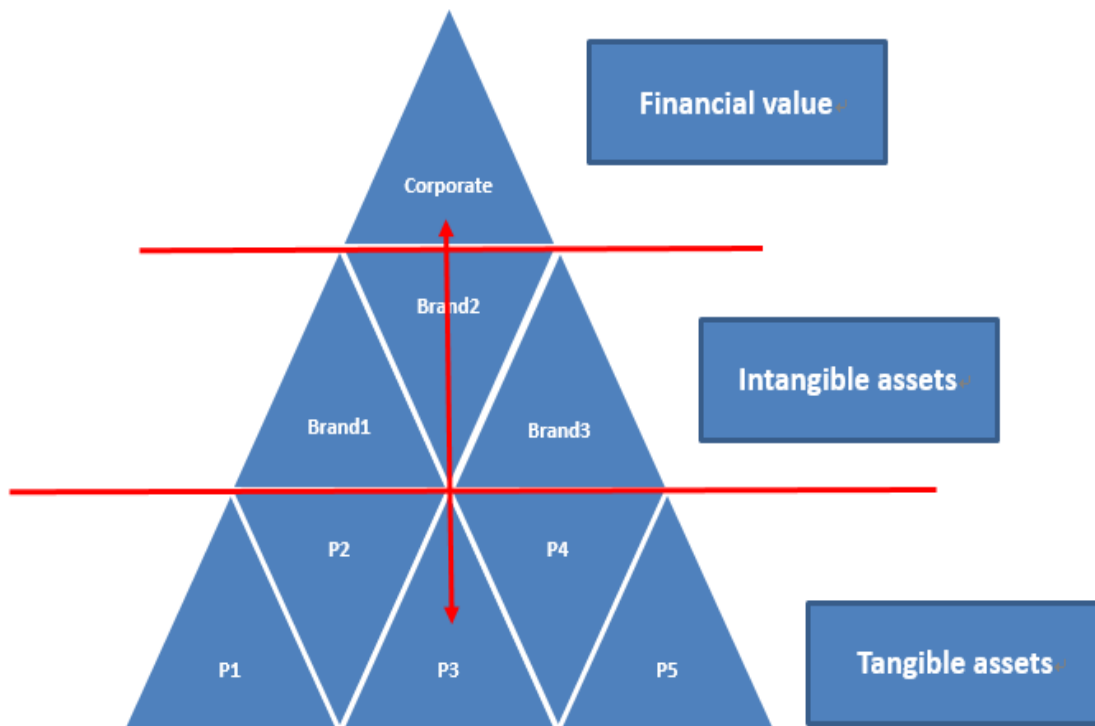 Financial value
Corporate
Brand2
Intangible assets
Brand1
Brand3
P2
P4
P1
P3
P5
Tangible assets